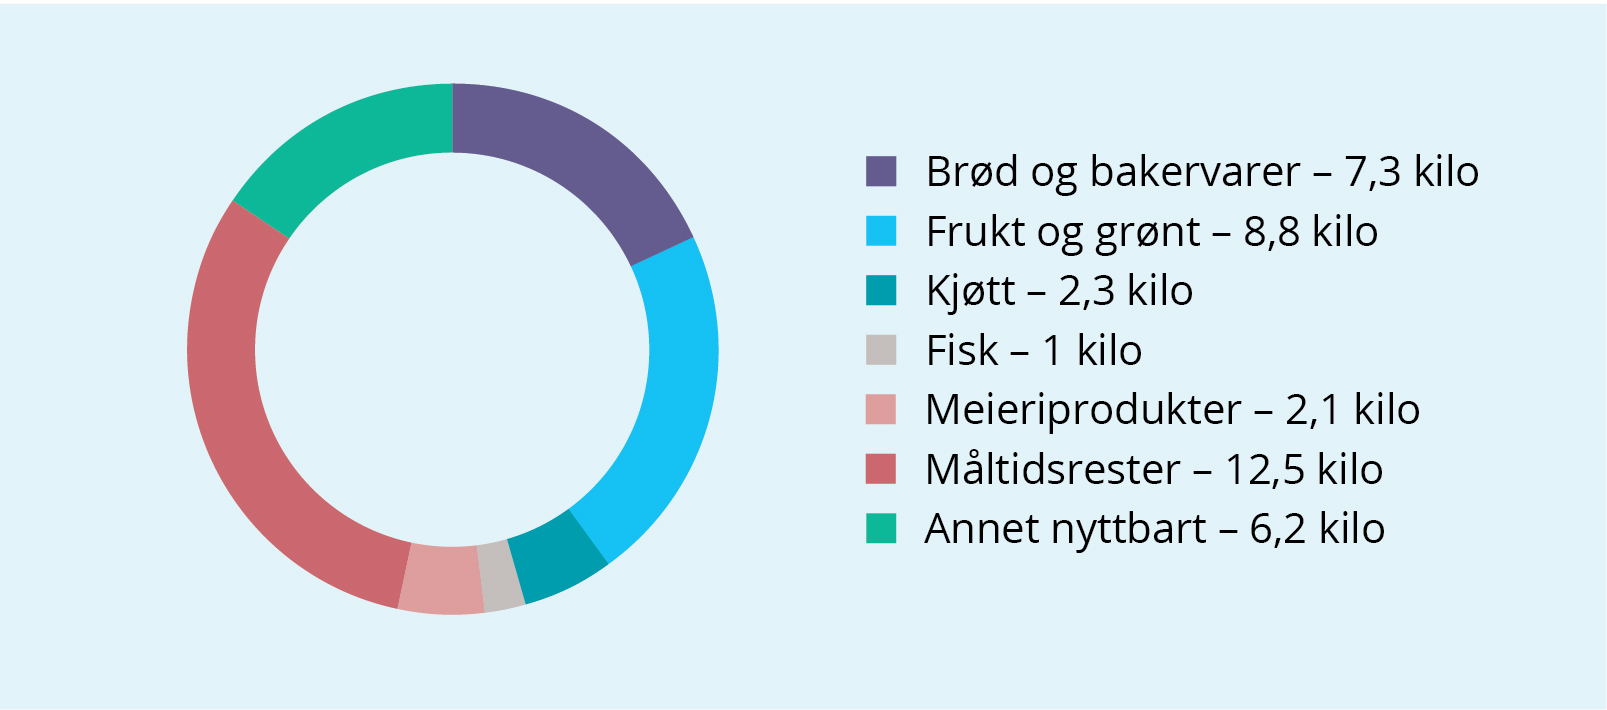 Brød og bakervarer – 7,3 kilo
Frukt og grønt – 8,8 kilo
Kjøtt – 2,3 kilo
Fisk – 1 kilo
Meieriprodukter – 2,1 kilo
Måltidsrester – 12,5 kilo
Annet nyttbart – 6,2 kilo